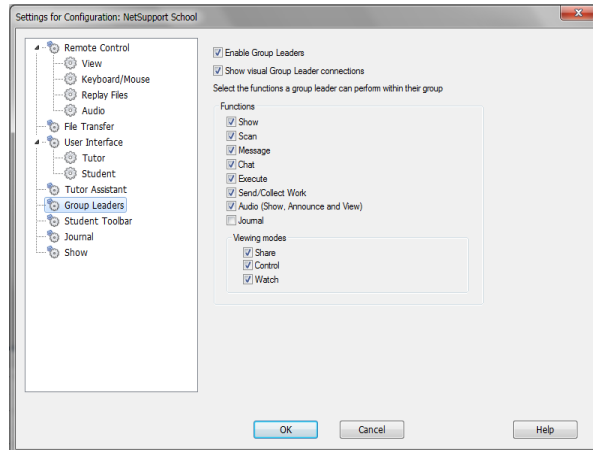 Settings for Configuration: NetSupport School
Remote Control
View
Keyboard/Mouse
Replay Files
Audio
File Transfer
User Interface
Tutor
Student
Tutor Assistant
Group Leaders
Student Toolbar
Journal
Show
Enable Group Leaders
Show visual Group Leader connections
Select the functions a group leader can perform within their group
Functions
Show
Scan
Message
Chat
Execute
Send/Collect Work
Audio (Show, Announce and View)
Journal
Viewing modes
Share
Control
Watch
OK
Cancel
Help